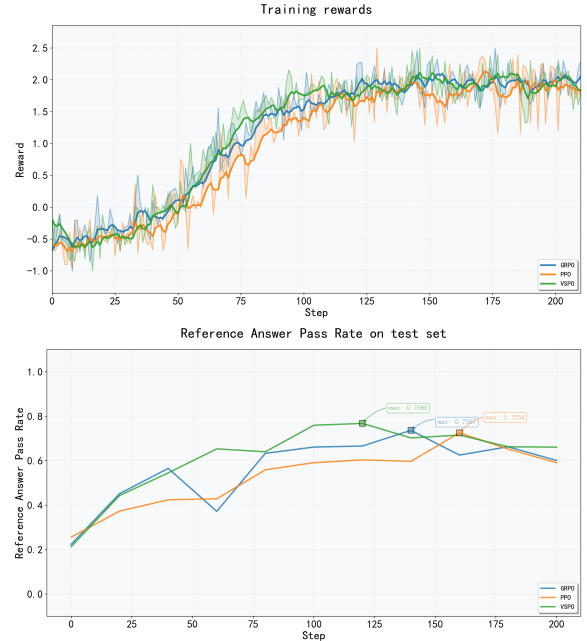 Training rewards
2.5
2.0
1.5
1.0
0.5
0.0
−0.5
−1.0
Reward
0 25 50 75 100 125 150 175 200
Step
GRPO
PPO
VSPO
Reference Answer Pass Rate on test set
1.0
0.8
0.6
0.4
0.2
0.0
Reference Answer Pass Rate
max: 0.7680
max: 0.7367
max: 0.7254
0 25 50 75 100 125 150 175 200
Step
GRPO
PPO
VSPO